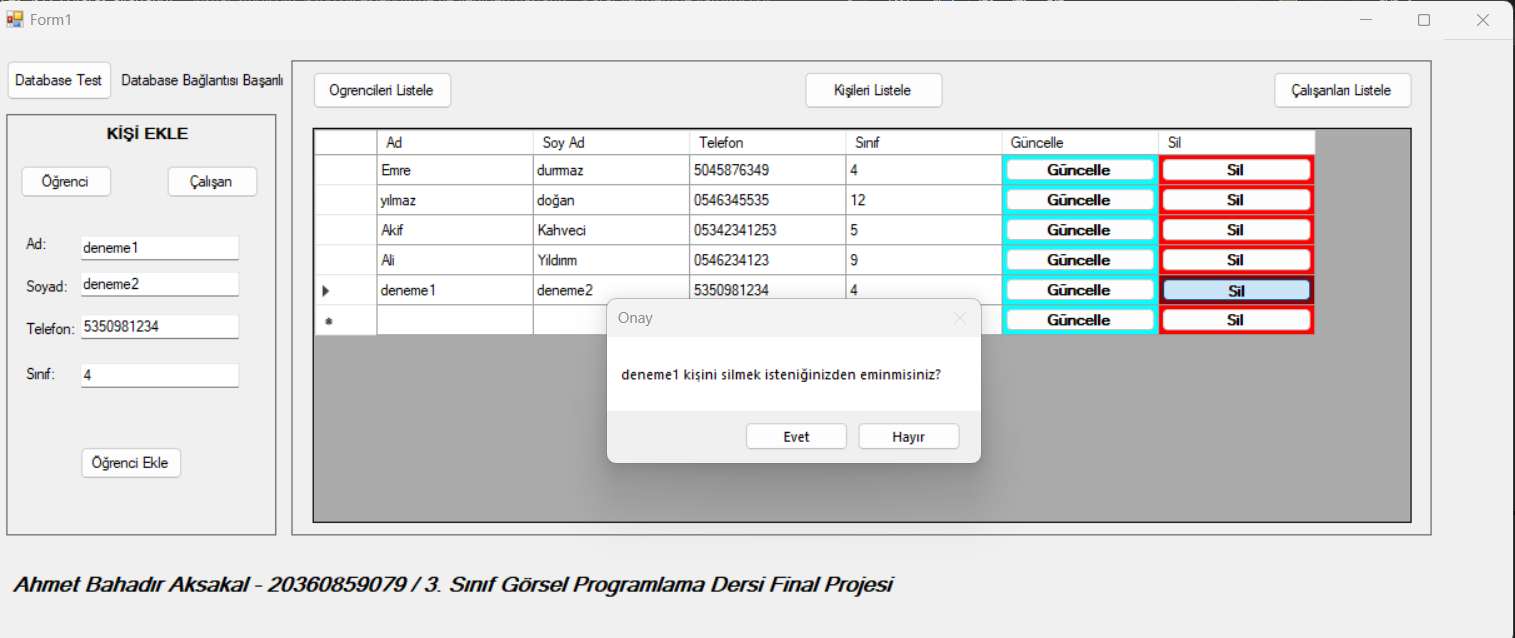 Form1
Database Test Database Bağlantısı Başarılı
Ogrencileri Listele Kişileri Listele Çalışanları Listele
KİŞİ EKLE
Öğrenci Çalışan
Ad: deneme1
Soyad: deneme2
Telefon: 5350981234
Sınıf: 4
Öğrenci Ekle
Ad Soy Ad Telefon Sınıf Güncelle Sil
Emre durmaz 5045876349 4 Güncelle Sil
yılmaz doğan 0546345535 12 Güncelle Sil
Akif Kahveci 05342341253 5 Güncelle Sil
Ali Yıldırım 0546234123 9 Güncelle Sil
deneme1 deneme2 5350981234 4 Güncelle Sil
Güncelle Sil
Onay
deneme1 kişini silmek isteniğinizden eminmisiniz?
Evet Hayır
Ahmet Bahadır Aksakal - 20360859079 / 3. Sınıf Görsel Programlama Dersi Final Projesi